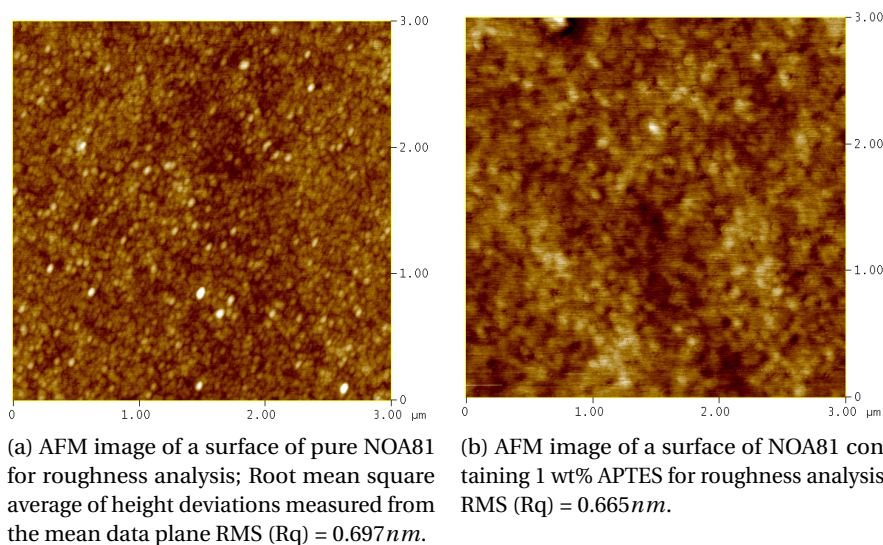 3.00
2.00
1.00
0
0 1.00 2.00 3.00 µm
3.00
2.00
1.00
0
0 1.00 2.00 3.00 µm
(a) AFM image of a surface of pure NOA81
for roughness analysis; Root mean square
average of height deviations measured from
the mean data plane RMS (Rq) = 0.697nm.
(b) AFM image of a surface of NOA81 con-
taining 1 wt% APTES for roughness analysis
RMS (Rq) = 0.665nm.